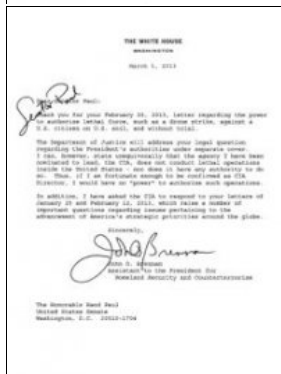 THE WHITE HOUSE
WASHINGTON
March 5, 2013
Dear Senator Paul:
Thank you for your February 20, 2013, letter regarding the power
to authorize lethal force, such as a drone strike, against a
U.S. citizen on U.S. soil, and without trial.
The Department of Justice will address your legal question
regarding the President's authorities under separate cover.
I can, however, state unequivocally that the agency I have been
nominated to lead, the CIA, does not conduct lethal operations
inside the United States - nor does it have any authority to do
so. Thus, if I am fortunate enough to be confirmed as CIA
Director, I would have no "power" to authorize such operations.
In addition, I have asked the CIA to respond to your letters of
January 25 and February 12, 2013, which raise a number of
important questions regarding issues pertaining to the
advancement of America's strategic priorities around the globe.
Sincerely,
John O. Brennan
Assistant to the President for
Homeland Security and Counterterrorism
The Honorable Rand Paul
United States Senate
Washington, D.C. 20510-1704